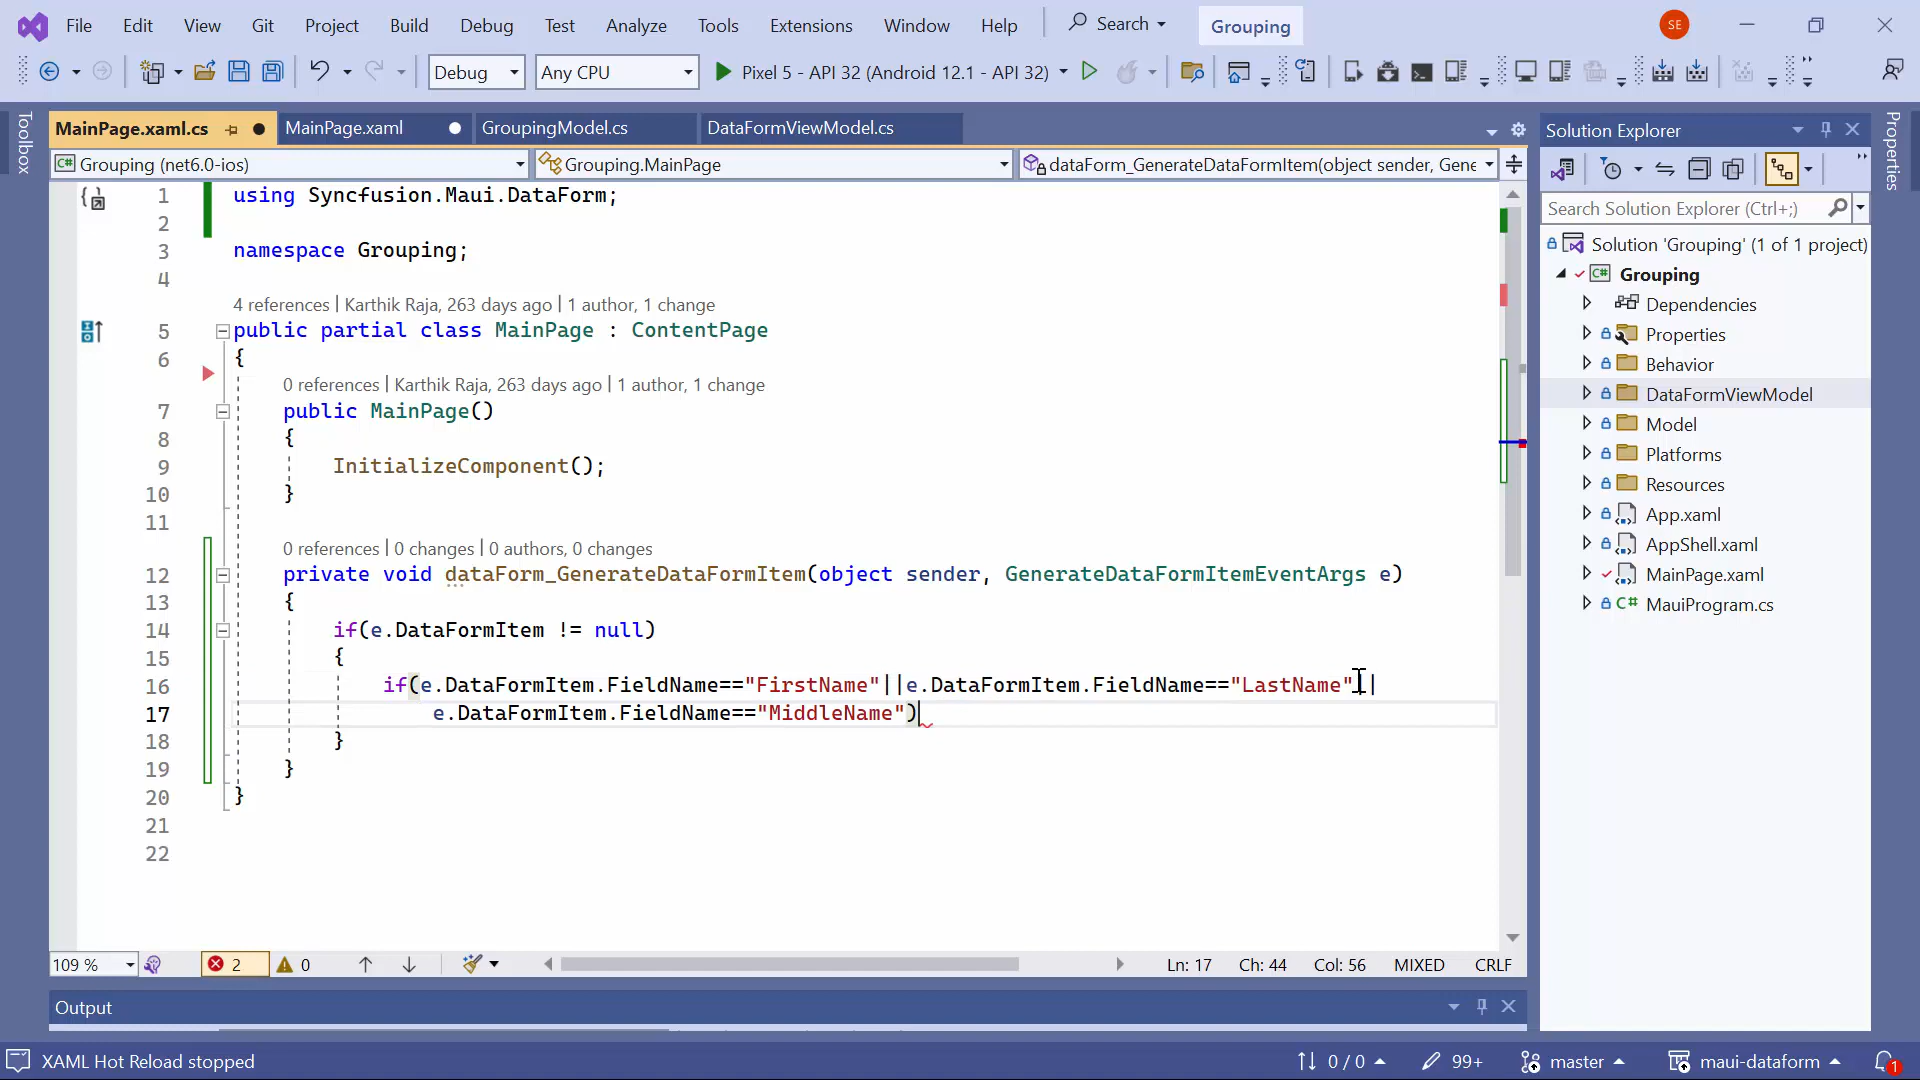 File Edit View Git Project Build Debug Test Analyze Tools Extensions Window Help Search Grouping SE
Debug Any CPU Pixel 5 - API 32 (Android 12.1 - API 32)
Toolbox
MainPage.xaml.cs MainPage.xaml GroupingModel.cs DataFormViewModel.cs
Grouping (net6.0-ios) Grouping.MainPage dataForm_GenerateDataFormItem(object sender, Gene
1 using Syncfusion.Maui.DataForm;
2
3 namespace Grouping;
4
4 references | Karthik Raja, 263 days ago | 1 author, 1 change
5 public partial class MainPage : ContentPage
6 {
0 references | Karthik Raja, 263 days ago | 1 author, 1 change
7 public MainPage()
8 {
9 InitializeComponent();
10 }
11
0 references | 0 changes | 0 authors, 0 changes
12 private void dataForm_GenerateDataFormItem(object sender, GenerateDataFormItemEventArgs e)
13 {
14 if(e.DataFormItem != null)
15 {
16 if(e.DataFormItem.FieldName=="FirstName"||e.DataFormItem.FieldName=="LastName"||
17 e.DataFormItem.FieldName=="MiddleName")
18 }
19 }
20 }
21
22
109 % 2 0 Ln: 17 Ch: 44 Col: 56 MIXED CRLF
Output
Solution Explorer
Search Solution Explorer (Ctrl+;)
Solution 'Grouping' (1 of 1 project)
Grouping
Dependencies
Properties
Behavior
DataFormViewModel
Model
Platforms
Resources
App.xaml
AppShell.xaml
MainPage.xaml
MauiProgram.cs
Properties
XAML Hot Reload stopped 0 / 0 99+ master maui-dataform 1